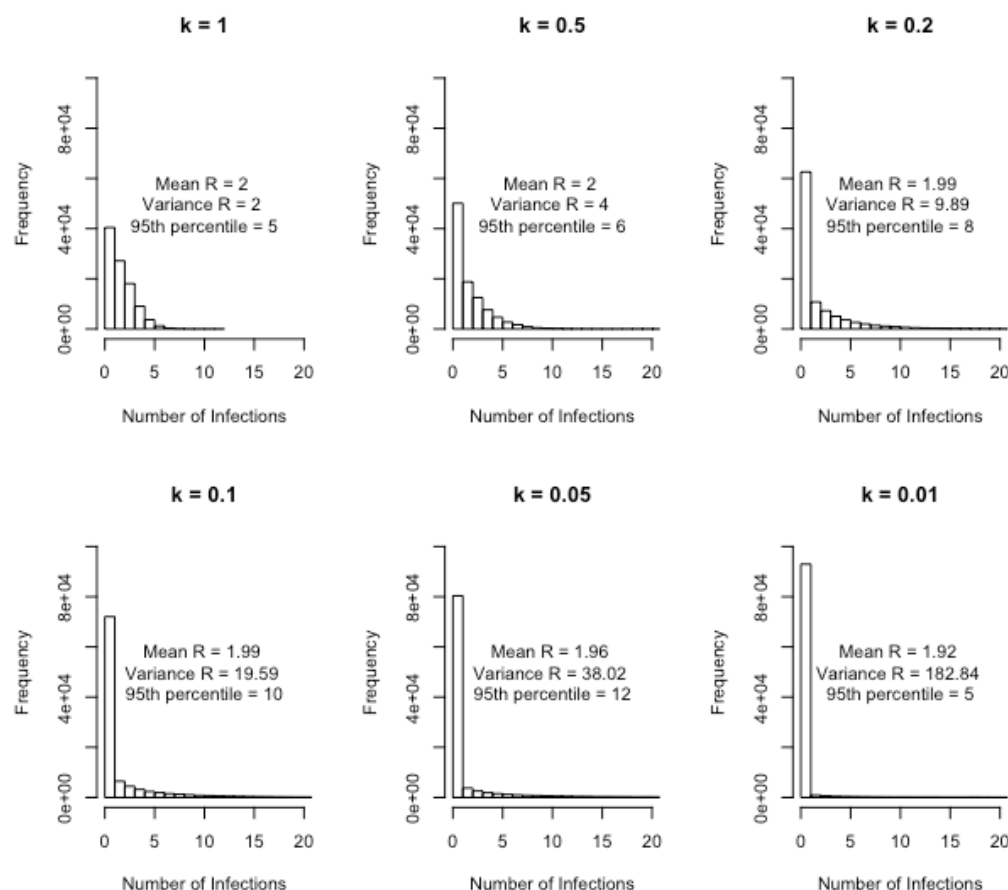 k = 1
Frequency
8e+04
4e+04
0e+00
Mean R = 2
Variance R = 2
95th percentile = 5
0 5 10 15 20
Number of Infections
k = 0.5
Frequency
8e+04
4e+04
0e+00
Mean R = 2
Variance R = 4
95th percentile = 6
0 5 10 15 20
Number of Infections
k = 0.2
Frequency
8e+04
4e+04
0e+00
Mean R = 1.99
Variance R = 9.89
95th percentile = 8
0 5 10 15 20
Number of Infections
k = 0.1
Frequency
8e+04
4e+04
0e+00
Mean R = 1.99
Variance R = 19.59
95th percentile = 10
0 5 10 15 20
Number of Infections
k = 0.05
Frequency
8e+04
4e+04
0e+00
Mean R = 1.96
Variance R = 38.02
95th percentile = 12
0 5 10 15 20
Number of Infections
k = 0.01
Frequency
8e+04
4e+04
0e+00
Mean R = 1.92
Variance R = 182.84
95th percentile = 5
0 5 10 15 20
Number of Infections